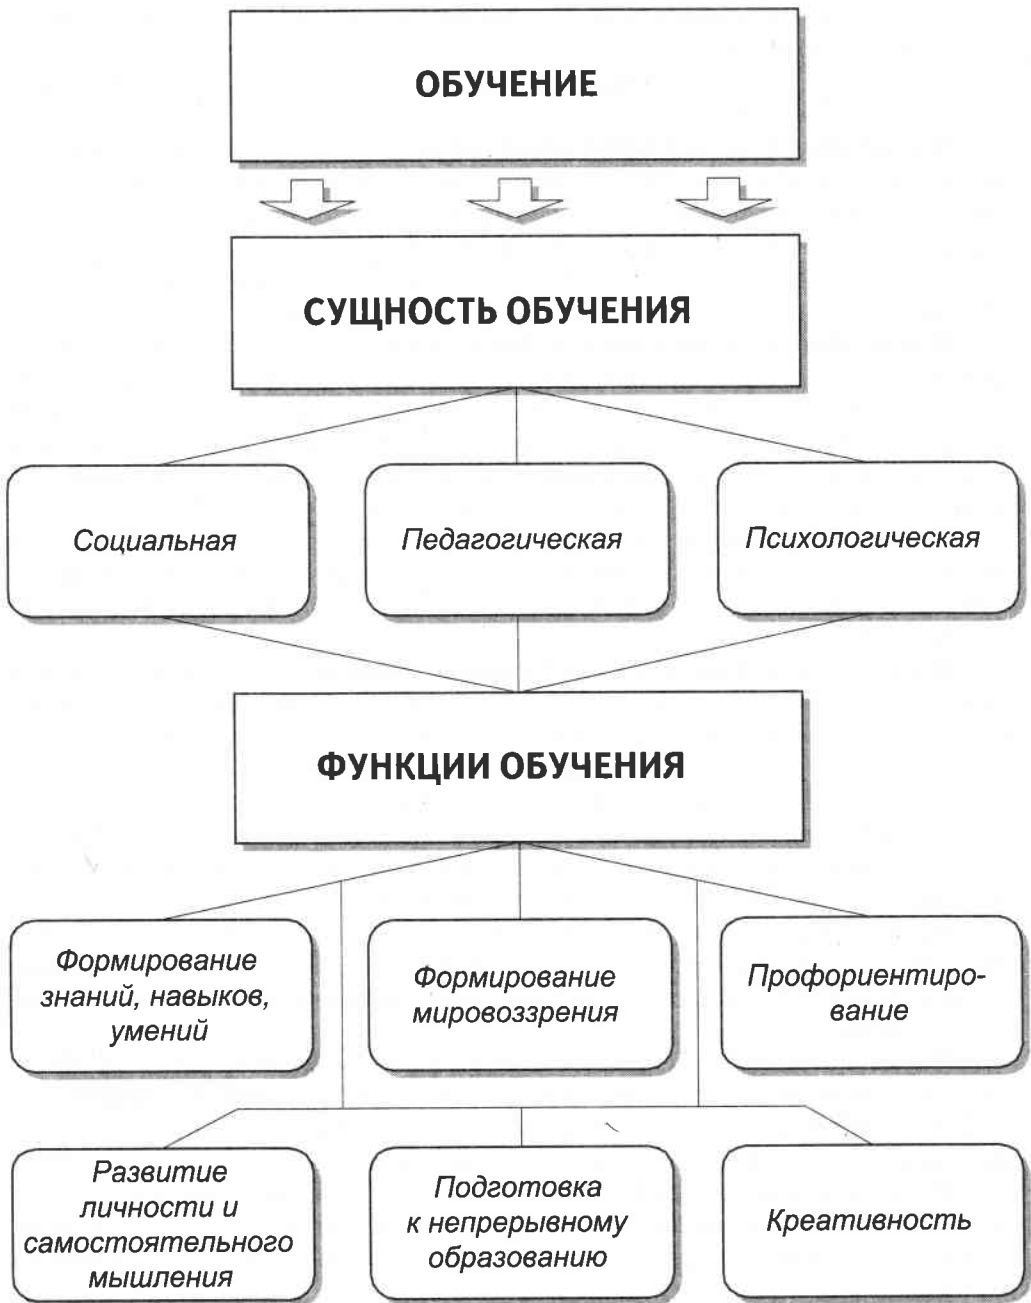 ОБУЧЕНИЕ
СУЩНОСТЬ ОБУЧЕНИЯ
Социальная
Педагогическая
Психологическая
ФУНКЦИИ ОБУЧЕНИЯ
Формирование
знаний, навыков,
умений
Формирование
мировоззрения
Профориентиро-
вание
Развитие
личности и
самостоятельного
мышления
Подготовка
к непрерывному
образованию
Креативность